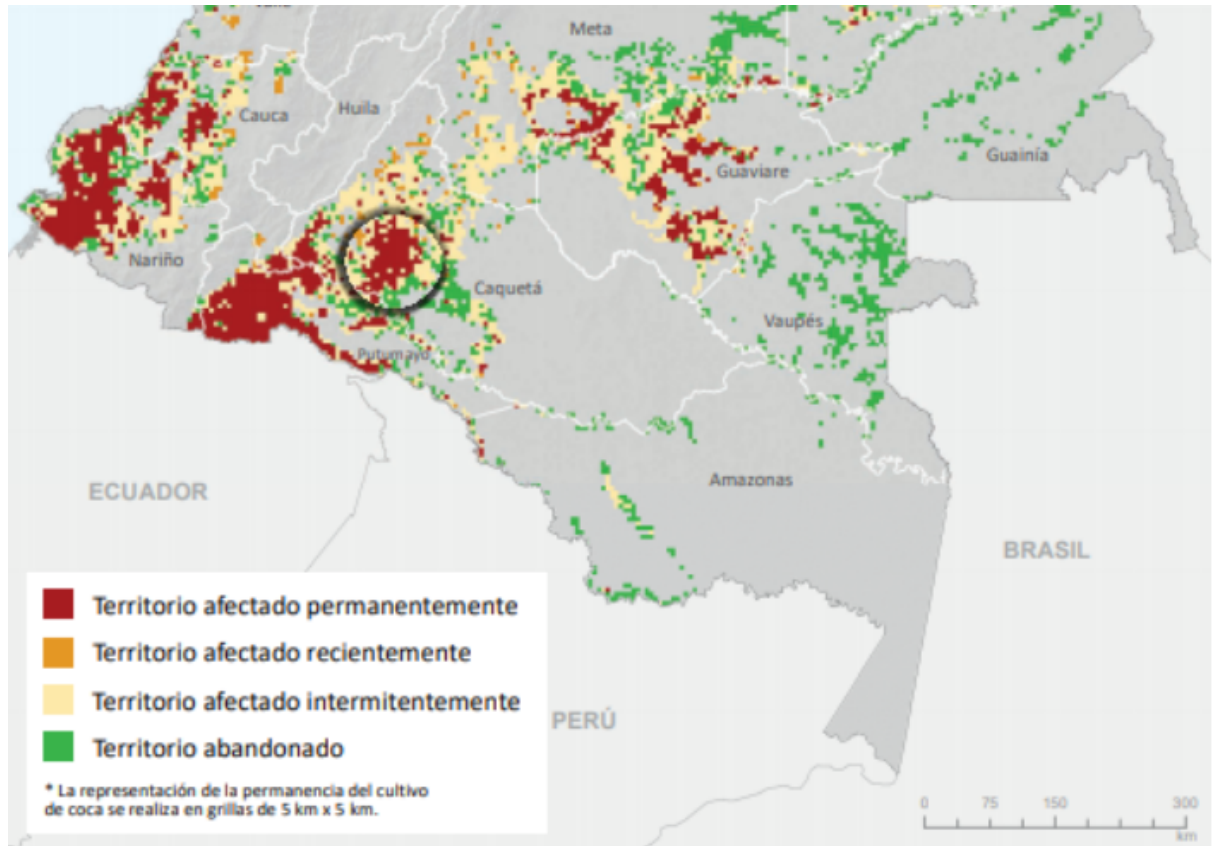 Valle
Meta
Cauca
Huila
Guainía
Guaviare
Nariño
Caquetá
Vaupés
Putumayo
ECUADOR
Amazonas
BRASIL
Territorio afectado permanentemente
Territorio afectado recientemente
Territorio afectado intermitentemente
PERÚ
Territorio abandonado
* La representación de la permanencia del cultivo
de coca se realiza en grillas de 5 km x 5 km.
0 75 150 300
km